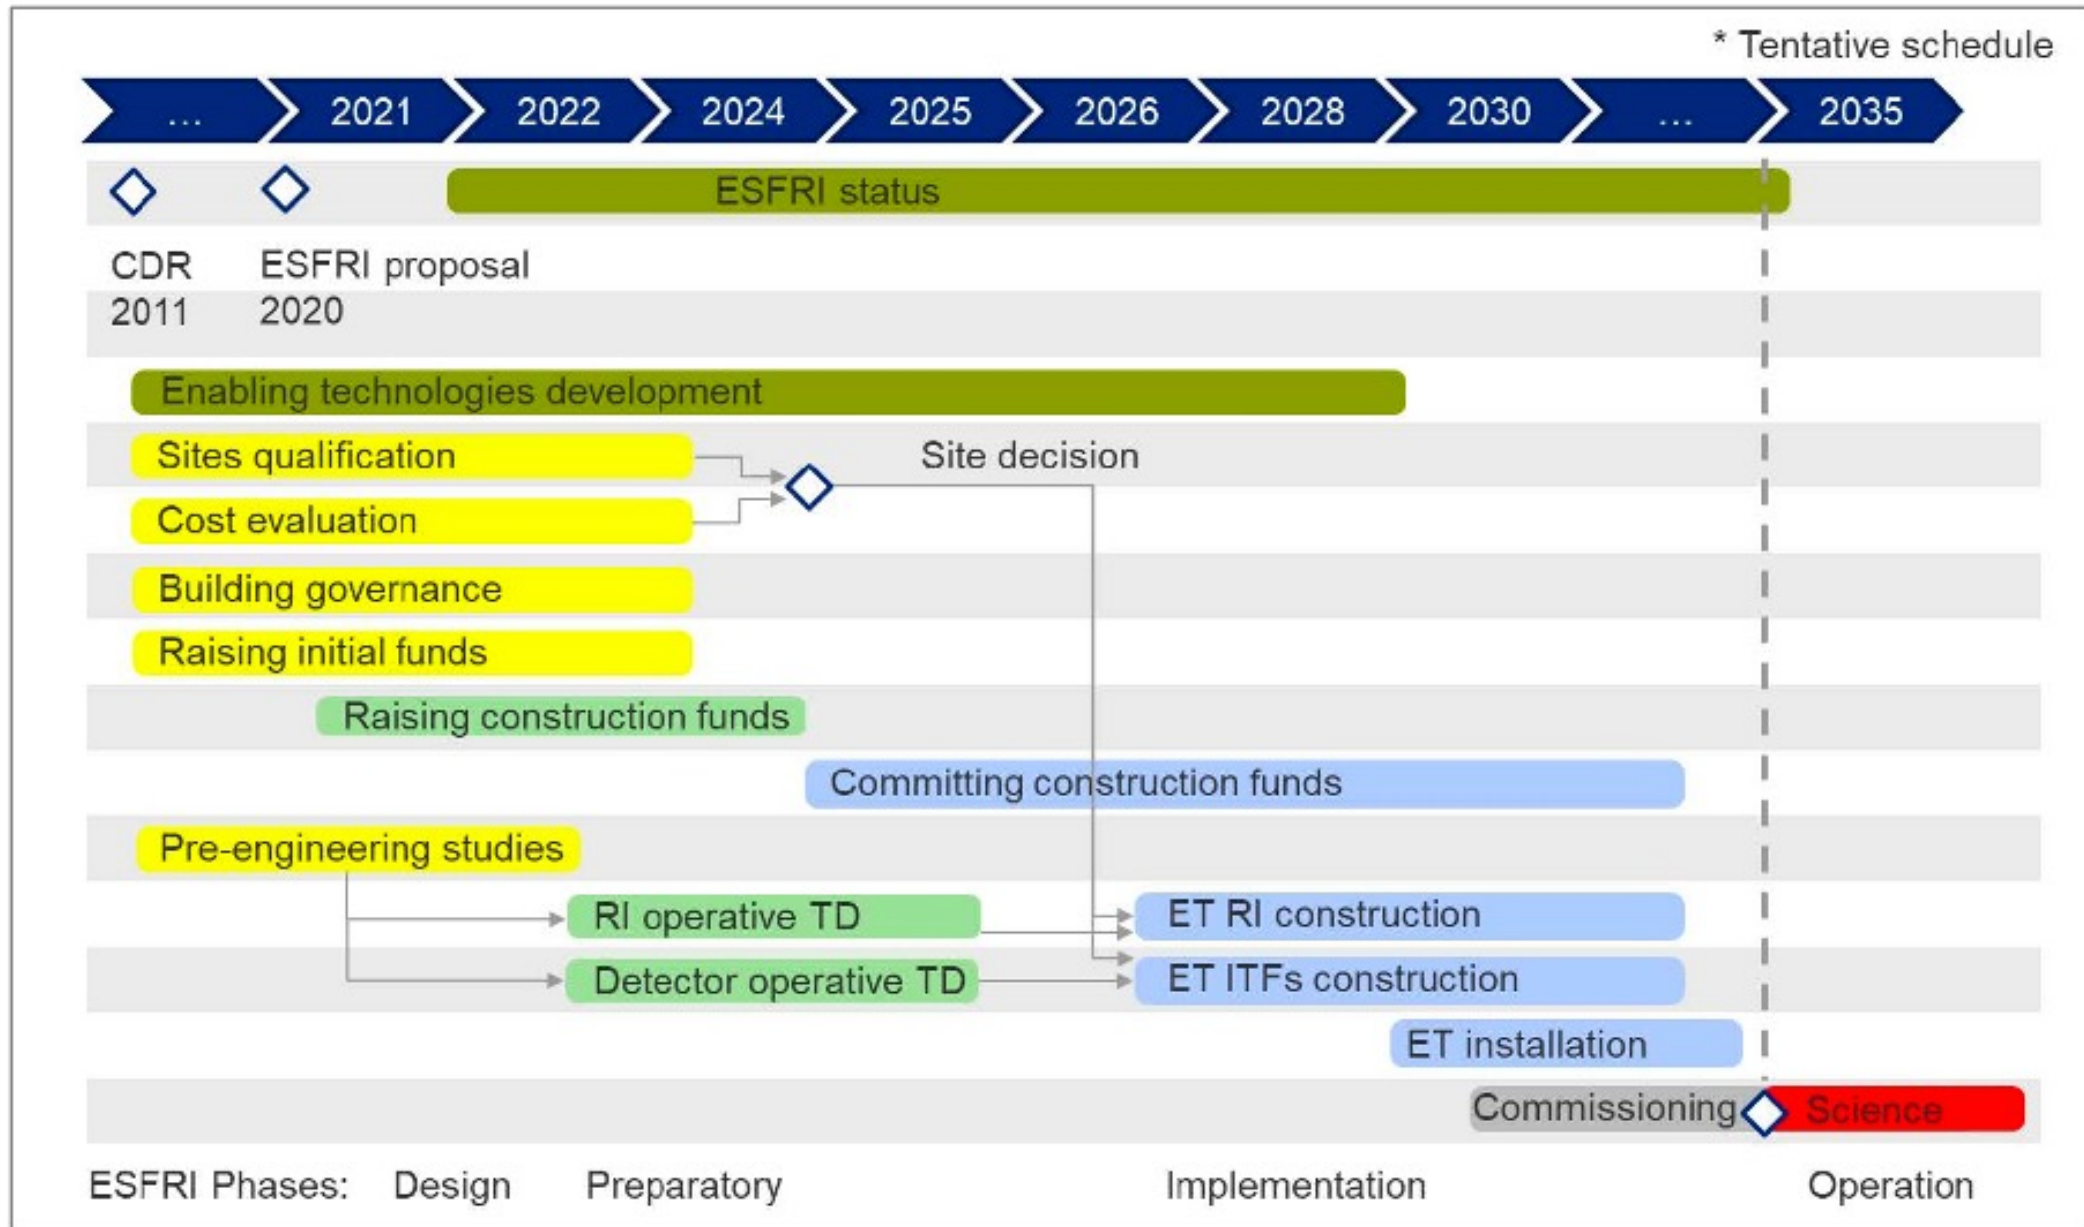 * Tentative schedule
... 2021 2022 2024 2025 2026 2028 2030 ... 2035
ESFRI status
CDR ESFRI proposal
2011 2020
Enabling technologies development
Sites qualification Site decision
Cost evaluation
Building governance
Raising initial funds
Raising construction funds
Committing construction funds
Pre-engineering studies
RI operative TD ET RI construction
Detector operative TD ET ITFs construction
ET installation
Commissioning Science
ESFRI Phases: Design Preparatory Implementation Operation